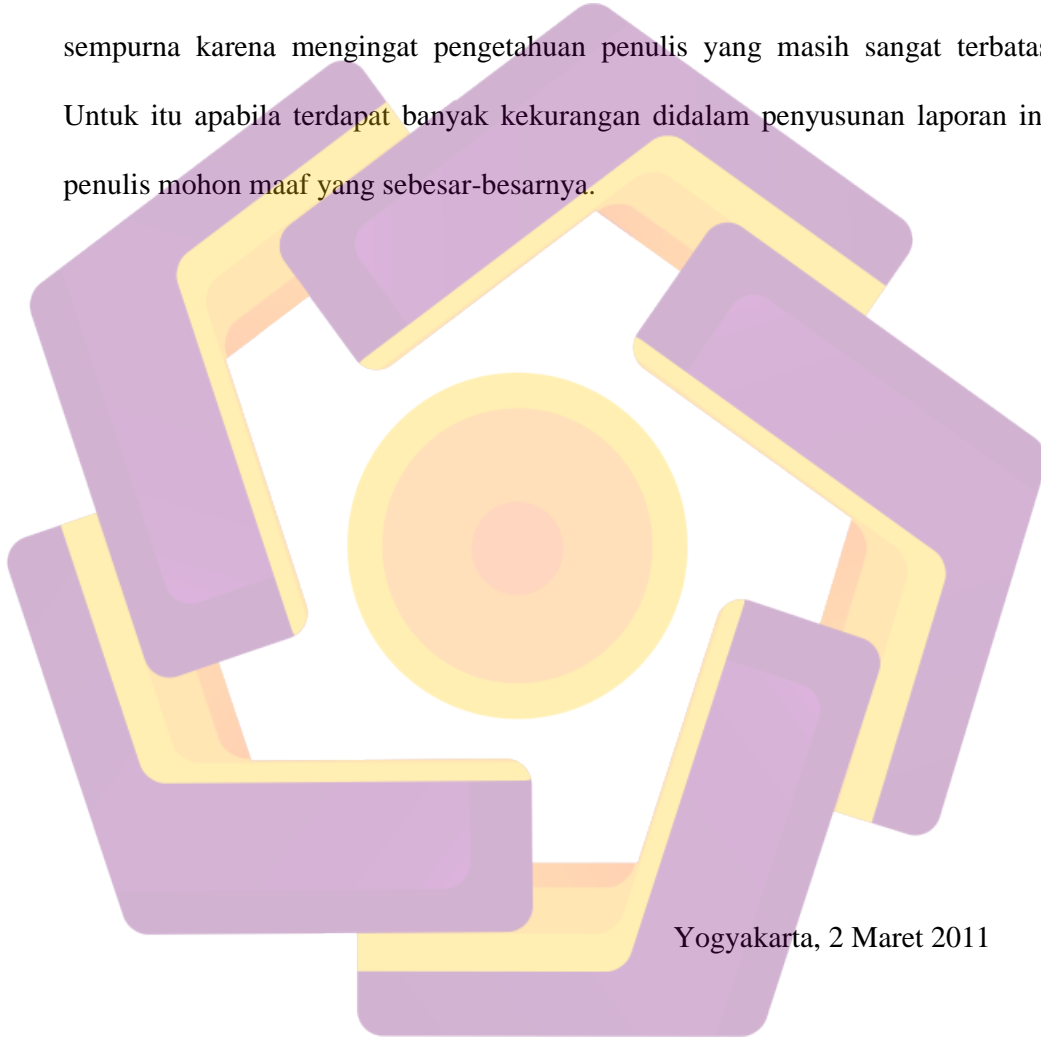 sempurna karena mengingat pengetahuan penulis yang masih sangat terbatas
Untuk itu apabila terdapat banyak kekurangan didalam penyusunan laporan in
penulis mohon maaf yang sebesar-besarnya.
Yogyakarta, 2 Maret 2011